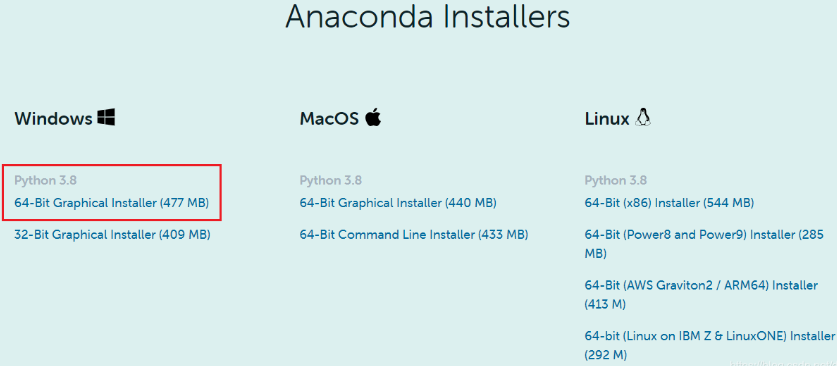 Anaconda Installers
Windows
Python 3.8
64-Bit Graphical Installer (477 MB)
32-Bit Graphical Installer (409 MB)
MacOS
Python 3.8
64-Bit Graphical Installer (440 MB)
64-Bit Command Line Installer (433 MB)
Linux
Python 3.8
64-Bit (x86) Installer (544 MB)
64-Bit (Power8 and Power9) Installer (285
MB)
64-Bit (AWS Graviton2 / ARM64) Installer
(413 M)
64-bit (Linux on IBM Z & LinuxONE) Installer
(292 M)